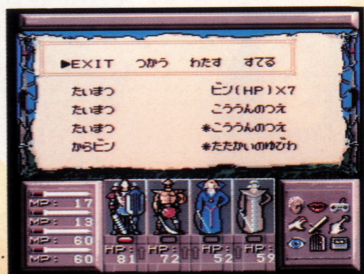 ▶EXIT つかう わたす すてる
たいまつ ビン(HP)×7
たいまつ こううんのつえ
たいまつ *こううんのつえ
からビン *たたかいのゆびわ
MP: 17
MP: 13
MP: 60
MP: 60
HP: 81 HP: 72 HP: 52 HP: 59